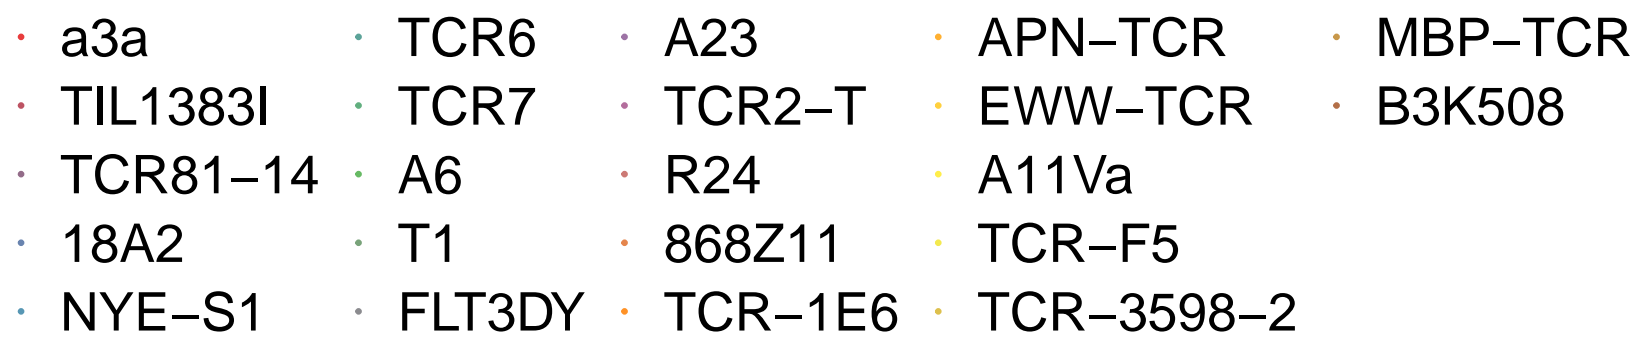 a3a
TIL1383I
TCR81–14
18A2
NYE–S1
TCR6
TCR7
A6
T1
FLT3DY
A23
TCR2–T
R24
868Z11
TCR–1E6
APN–TCR
EWW–TCR
A11Va
TCR–F5
TCR–3598–2
MBP–TCR
B3K508